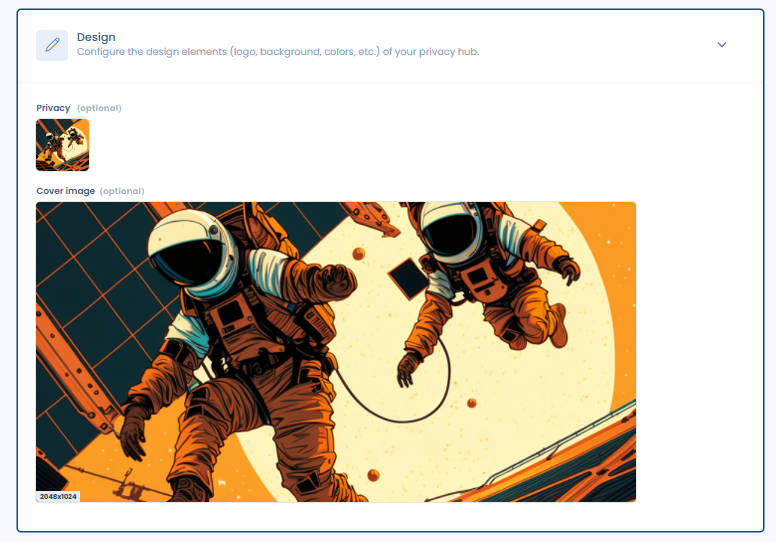 Design
Configure the design elements (logo, background, colors, etc.) of your privacy hub.
Privacy (optional)
Cover image (optional)
2048x1024